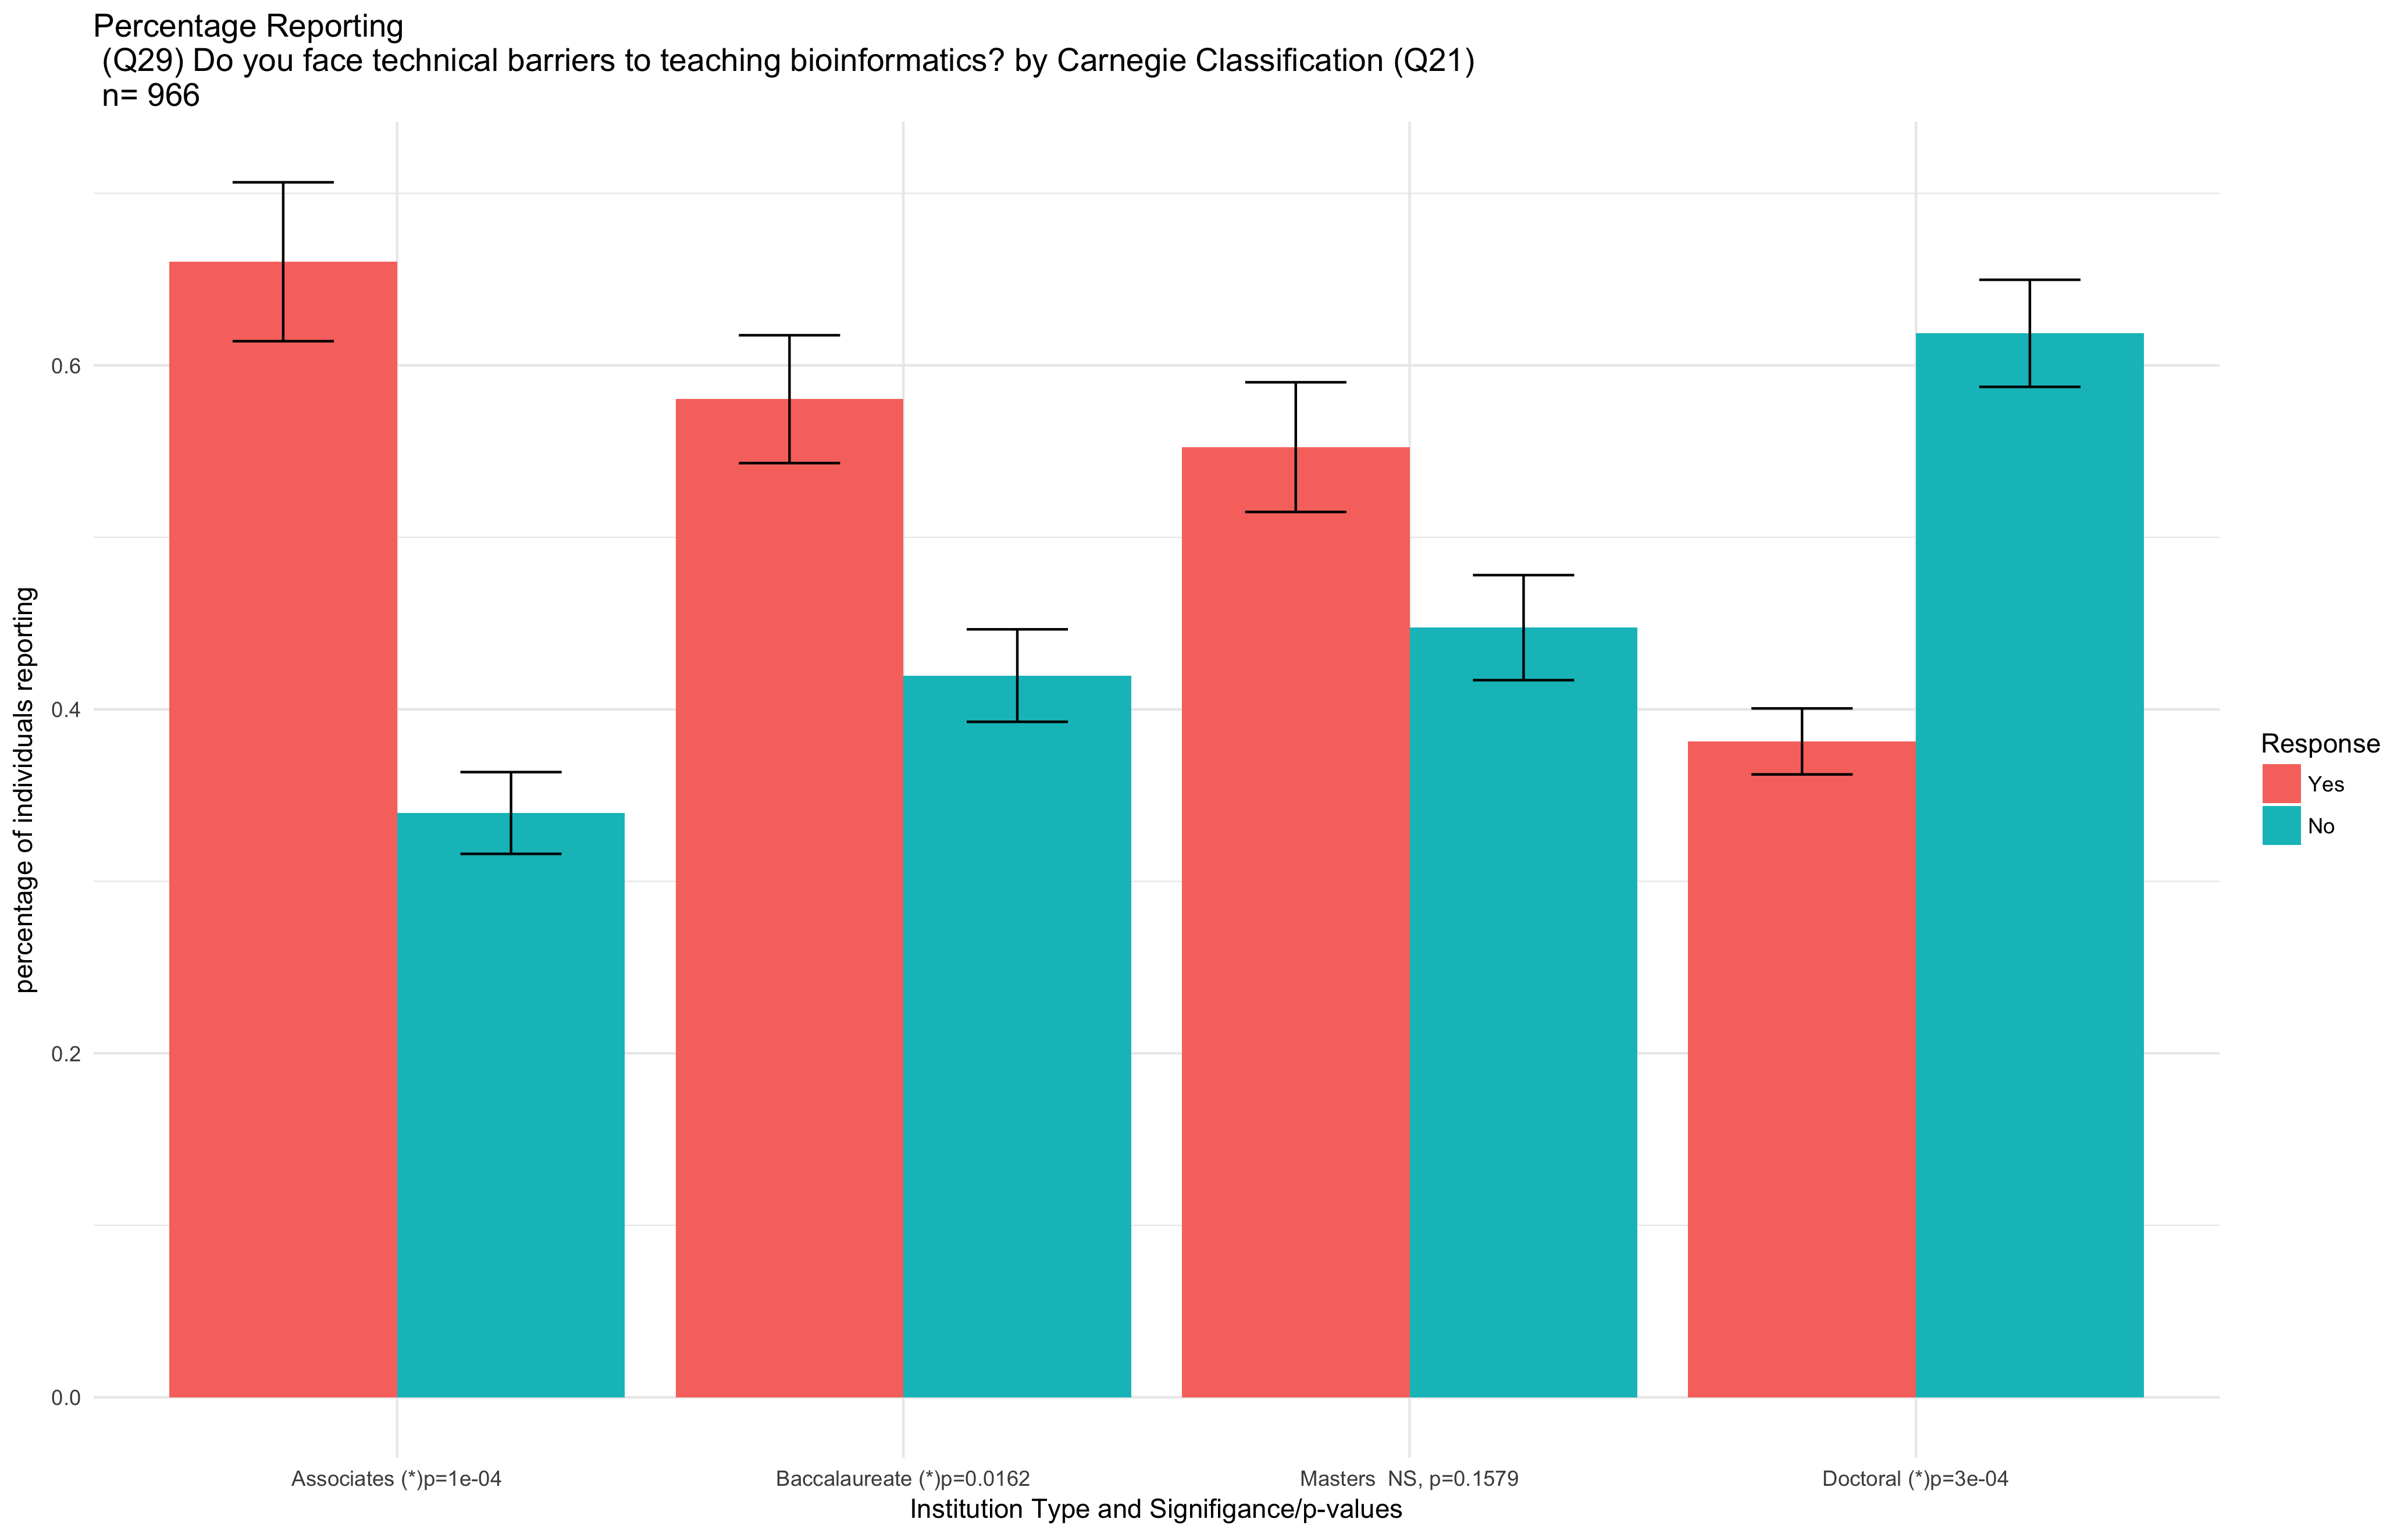 Percentage Reporting
(Q29) Do you face technical barriers to teaching bioinformatics? by Carnegie Classification (Q21)
n= 966
percentage of individuals reporting
0.6
0.4
0.2
0.0
Response
Yes
No
Associates (*)p=1e-04
Baccalaureate (*)p=0.0162
Masters  NS, p=0.1579
Doctoral (*)p=3e-04
Institution Type and Signifigance/p-values